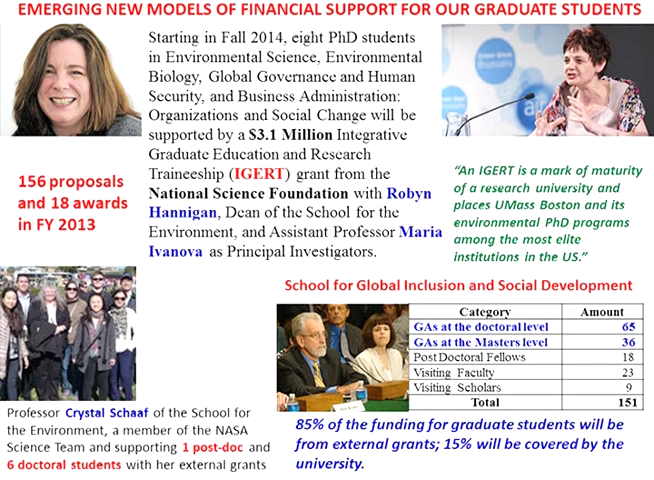 EMERGING NEW MODELS OF FINANCIAL SUPPORT FOR OUR GRADUATE STUDENTS
Starting in Fall 2014, eight PhD students
in Environmental Science, Environmental
Biology, Global Governance and Human
Security, and Business Administration:
Organizations and Social Change will be
supported by a $3.1 Million Integrative
Graduate Education and Research
Traineeship (IGERT) grant from the
National Science Foundation with Robyn
Hannigan, Dean of the School for the
Environment, and Assistant Professor Maria
Ivanova as Principal Investigators.
156 proposals
and 18 awards
in FY 2013
“An IGERT is a mark of maturity
of a research university and
places UMass Boston and its
environmental PhD programs
among the most elite
institutions in the US.”
School for Global Inclusion and Social Development
Category Amount
GAs at the doctoral level 65
GAs at the Masters level 36
Post Doctoral Fellows 18
Visiting Faculty 23
Visiting Scholars 9
Total 151
Professor Crystal Schaaf of the School for
the Environment, a member of the NASA
Science Team and supporting 1 post-doc and
6 doctoral students with her external grants
85% of the funding for graduate students will be
from external grants; 15% will be covered by the
university.